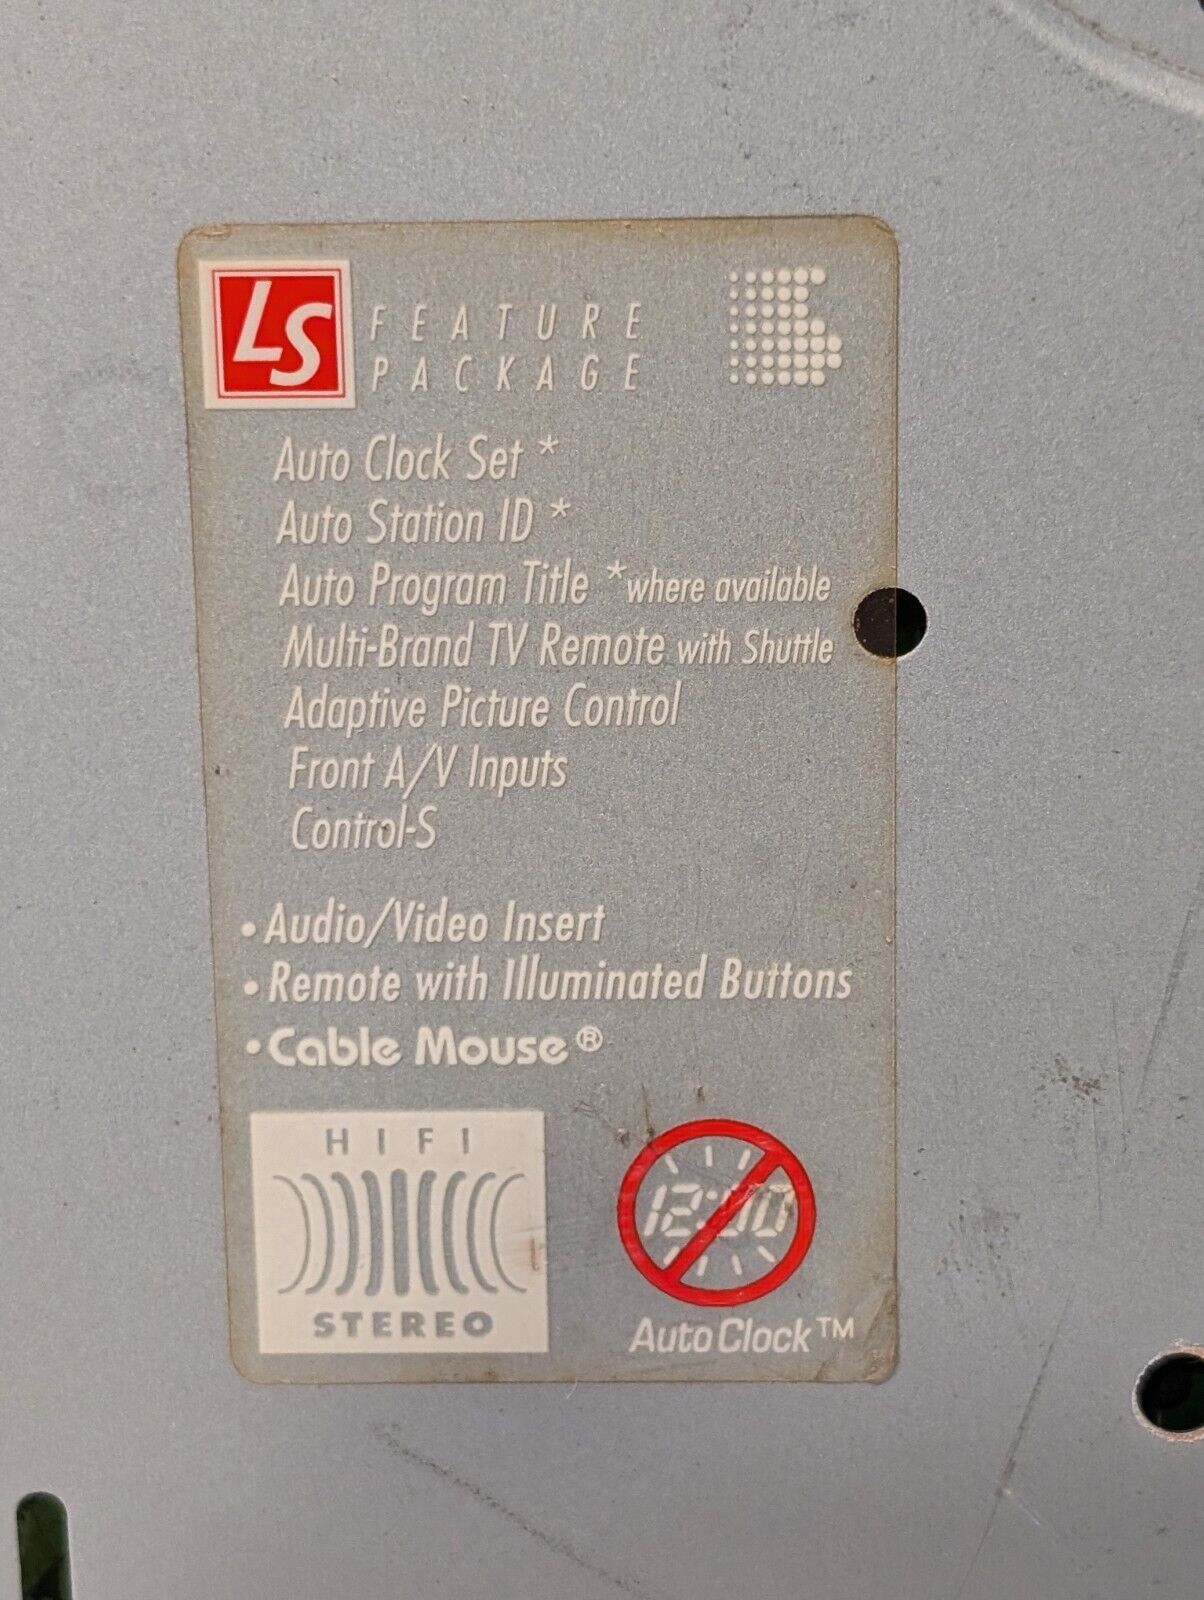 LS FEATURE
PACKAGE
Auto Clock Set *
Auto Station ID *
Auto Program Title *where available
Multi-Brand TV Remote with Shuttle
Adaptive Picture Control
Front A/V Inputs
Control-S
• Audio/Video Insert
• Remote with Illuminated Buttons
• Cable Mouse®
HIFI
STEREO
12:00
AutoClock™